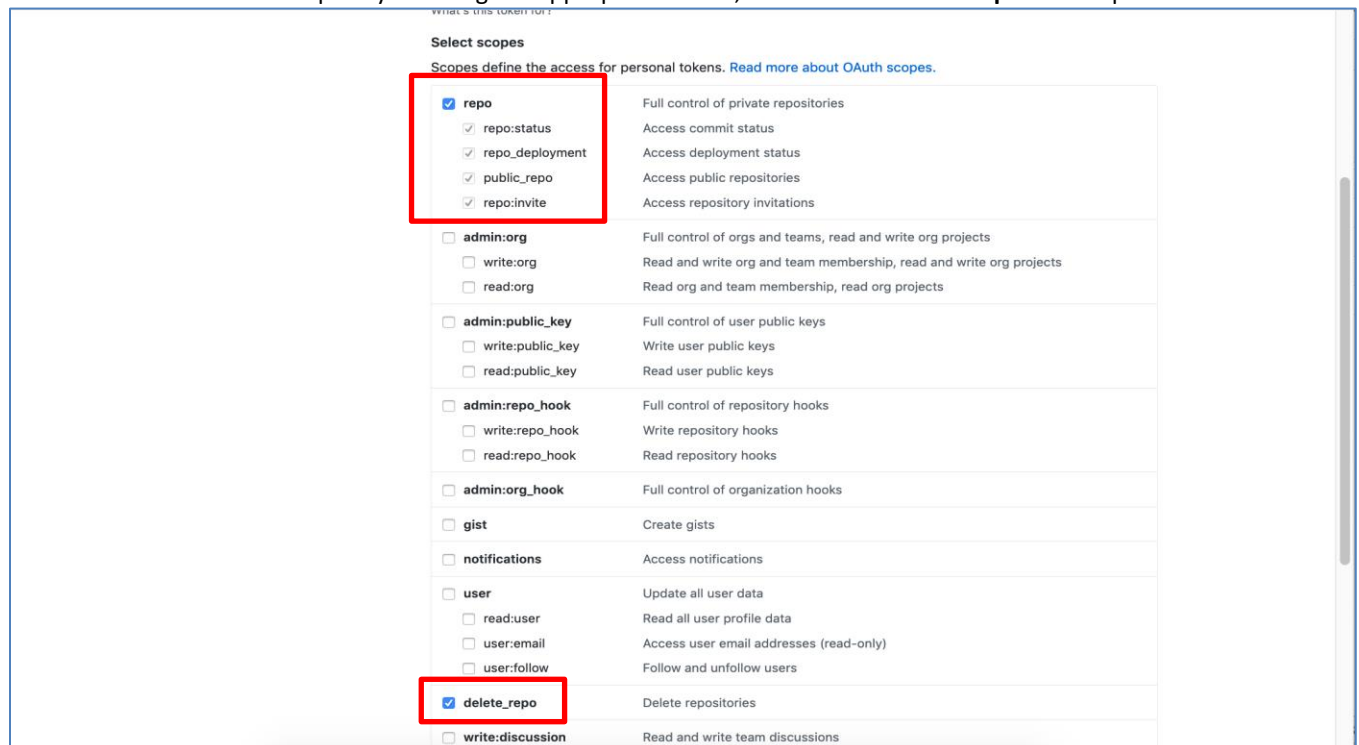 What's this token for?
Select scopes
Scopes define the access for personal tokens. Read more about OAuth scopes.
repo Full control of private repositories
repo:status Access commit status
repo_deployment Access deployment status
public_repo Access public repositories
repo:invite Access repository invitations
admin:org Full control of orgs and teams, read and write org projects
write:org Read and write org and team membership, read and write org projects
read:org Read org and team membership, read org projects
admin:public_key Full control of user public keys
write:public_key Write user public keys
read:public_key Read user public keys
admin:repo_hook Full control of repository hooks
write:repo_hook Write repository hooks
read:repo_hook Read repository hooks
admin:org_hook Full control of organization hooks
gist Create gists
notifications Access notifications
user Update all user data
read:user Read all user profile data
user:email Access user email addresses (read-only)
user:follow Follow and unfollow users
delete_repo Delete repositories
write:discussion Read and write team discussions